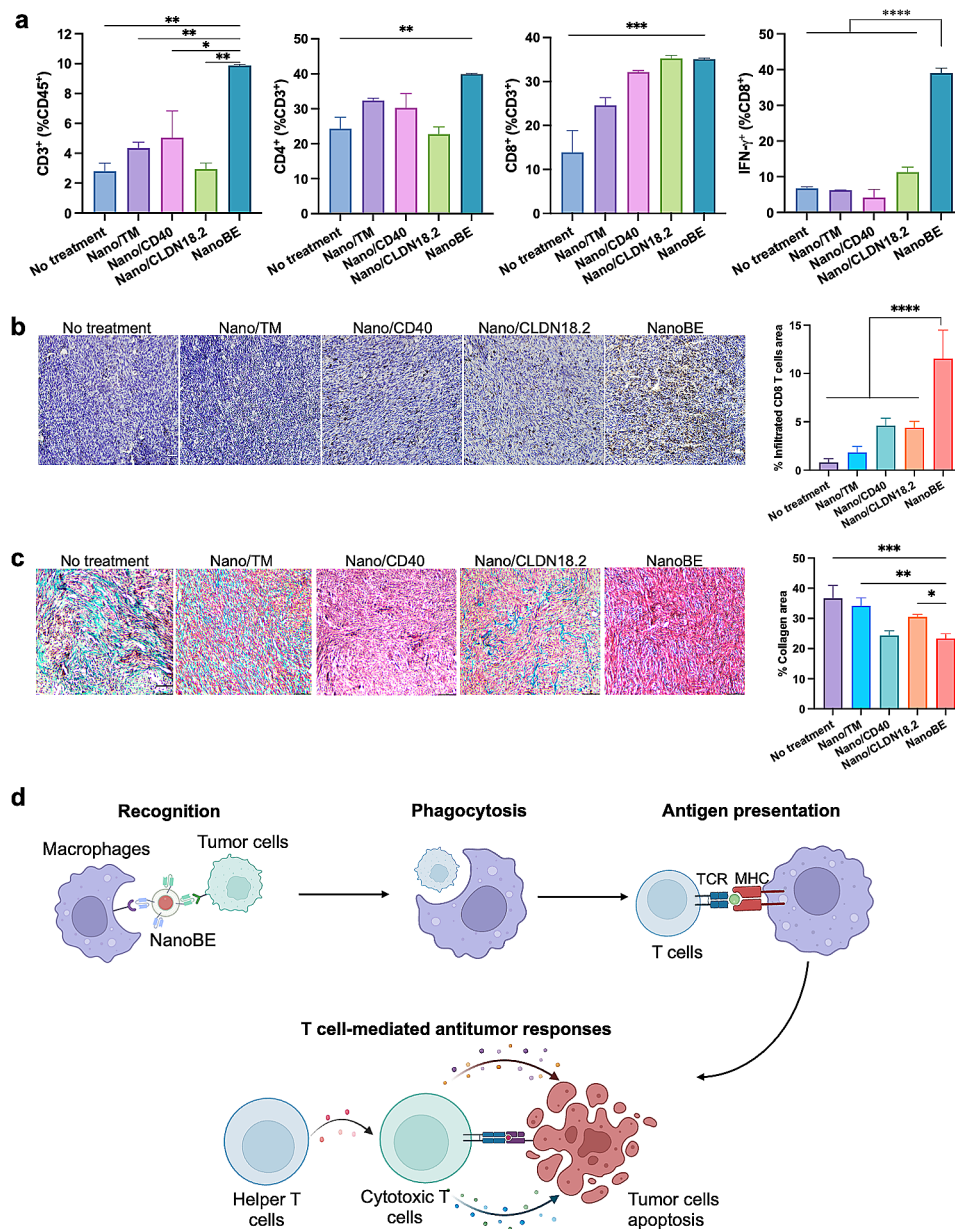 a
**
**
*
**
12
10
8
6
4
2
0
CD3⁺ (%CD45⁺)
No treatment
Nano/TM
Nano/CD40
Nano/CLDN18.2
NanoBE
**
50
40
30
20
10
0
CD4⁺ (%CD3⁺)
No treatment
Nano/TM
Nano/CD40
Nano/CLDN18.2
NanoBE
***
40
30
20
10
0
CD8⁺ (%CD3⁺)
No treatment
Nano/TM
Nano/CD40
Nano/CLDN18.2
NanoBE
****
50
40
30
20
10
0
IFN-γ⁺ (%CD8⁺)
No treatment
Nano/TM
Nano/CD40
Nano/CLDN18.2
NanoBE
b
No treatment
Nano/TM
Nano/CD40
Nano/CLDN18.2
NanoBE
****
15
10
5
0
% Infiltrated CD8 T cells area
No treatment
Nano/TM
Nano/CD40
Nano/CLDN18.2
NanoBE
c
No treatment
Nano/TM
Nano/CD40
Nano/CLDN18.2
NanoBE
***
**
*
50
40
30
20
10
0
% Collagen area
No treatment
Nano/TM
Nano/CD40
Nano/CLDN18.2
NanoBE
d
Recognition
Phagocytosis
Antigen presentation
Macrophages
Tumor cells
NanoBE
TCR
MHC
T cells
T cell-mediated antitumor responses
Helper T
cells
Cytotoxic T
cells
Tumor cells
apoptosis